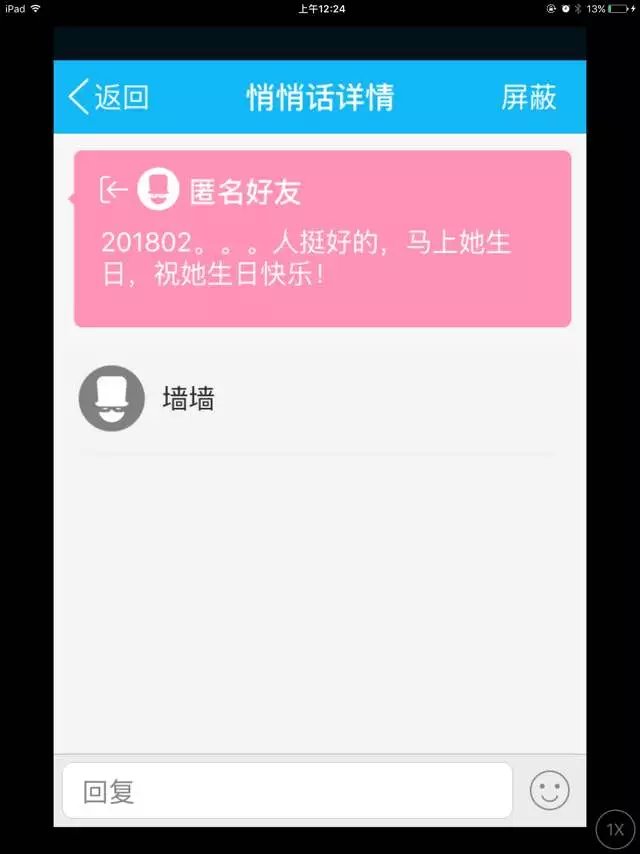 iPad 上午12:24 13%
返回 悄悄话详情 屏蔽
匿名好友
201802。。。人挺好的，马上她生
日，祝她生日快乐！
墙墙
回复
1X